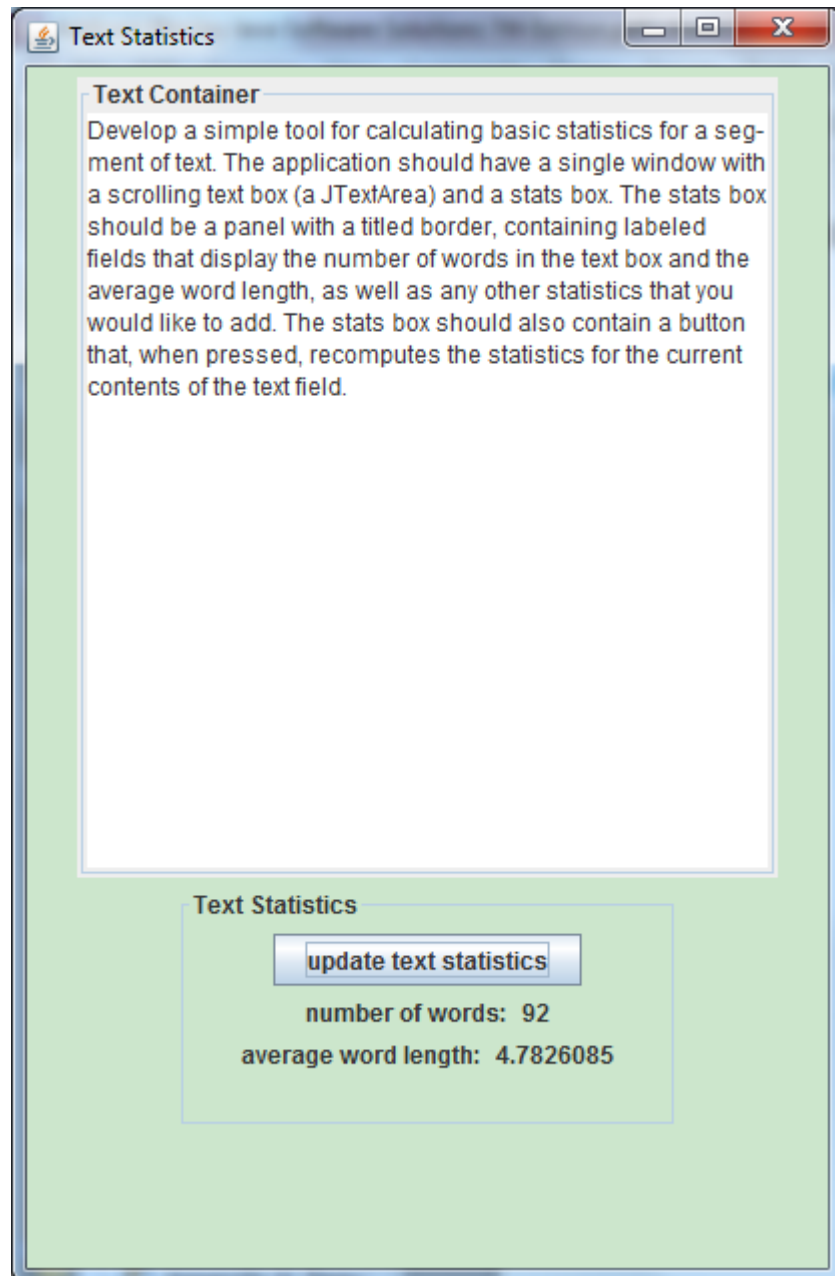 Text Statistics
Text Container
Develop a simple tool for calculating basic statistics for a seg-
ment of text. The application should have a single window with
a scrolling text box (a JTextArea) and a stats box. The stats box
should be a panel with a titled border, containing labeled
fields that display the number of words in the text box and the
average word length, as well as any other statistics that you
would like to add. The stats box should also contain a button
that, when pressed, recomputes the statistics for the current
contents of the text field.
Text Statistics
update text statistics
number of words: 92
average word length: 4.7826085